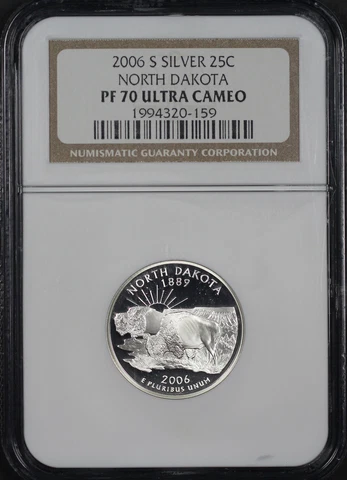 2006 S SILVER 25C
NORTH DAKOTA
PF 70 ULTRA CAMEO
1994320-159
NUMISMATIC GUARANTY CORPORATION
NORTH DAKOTA
1889
2006
E PLURIBUS UNUM